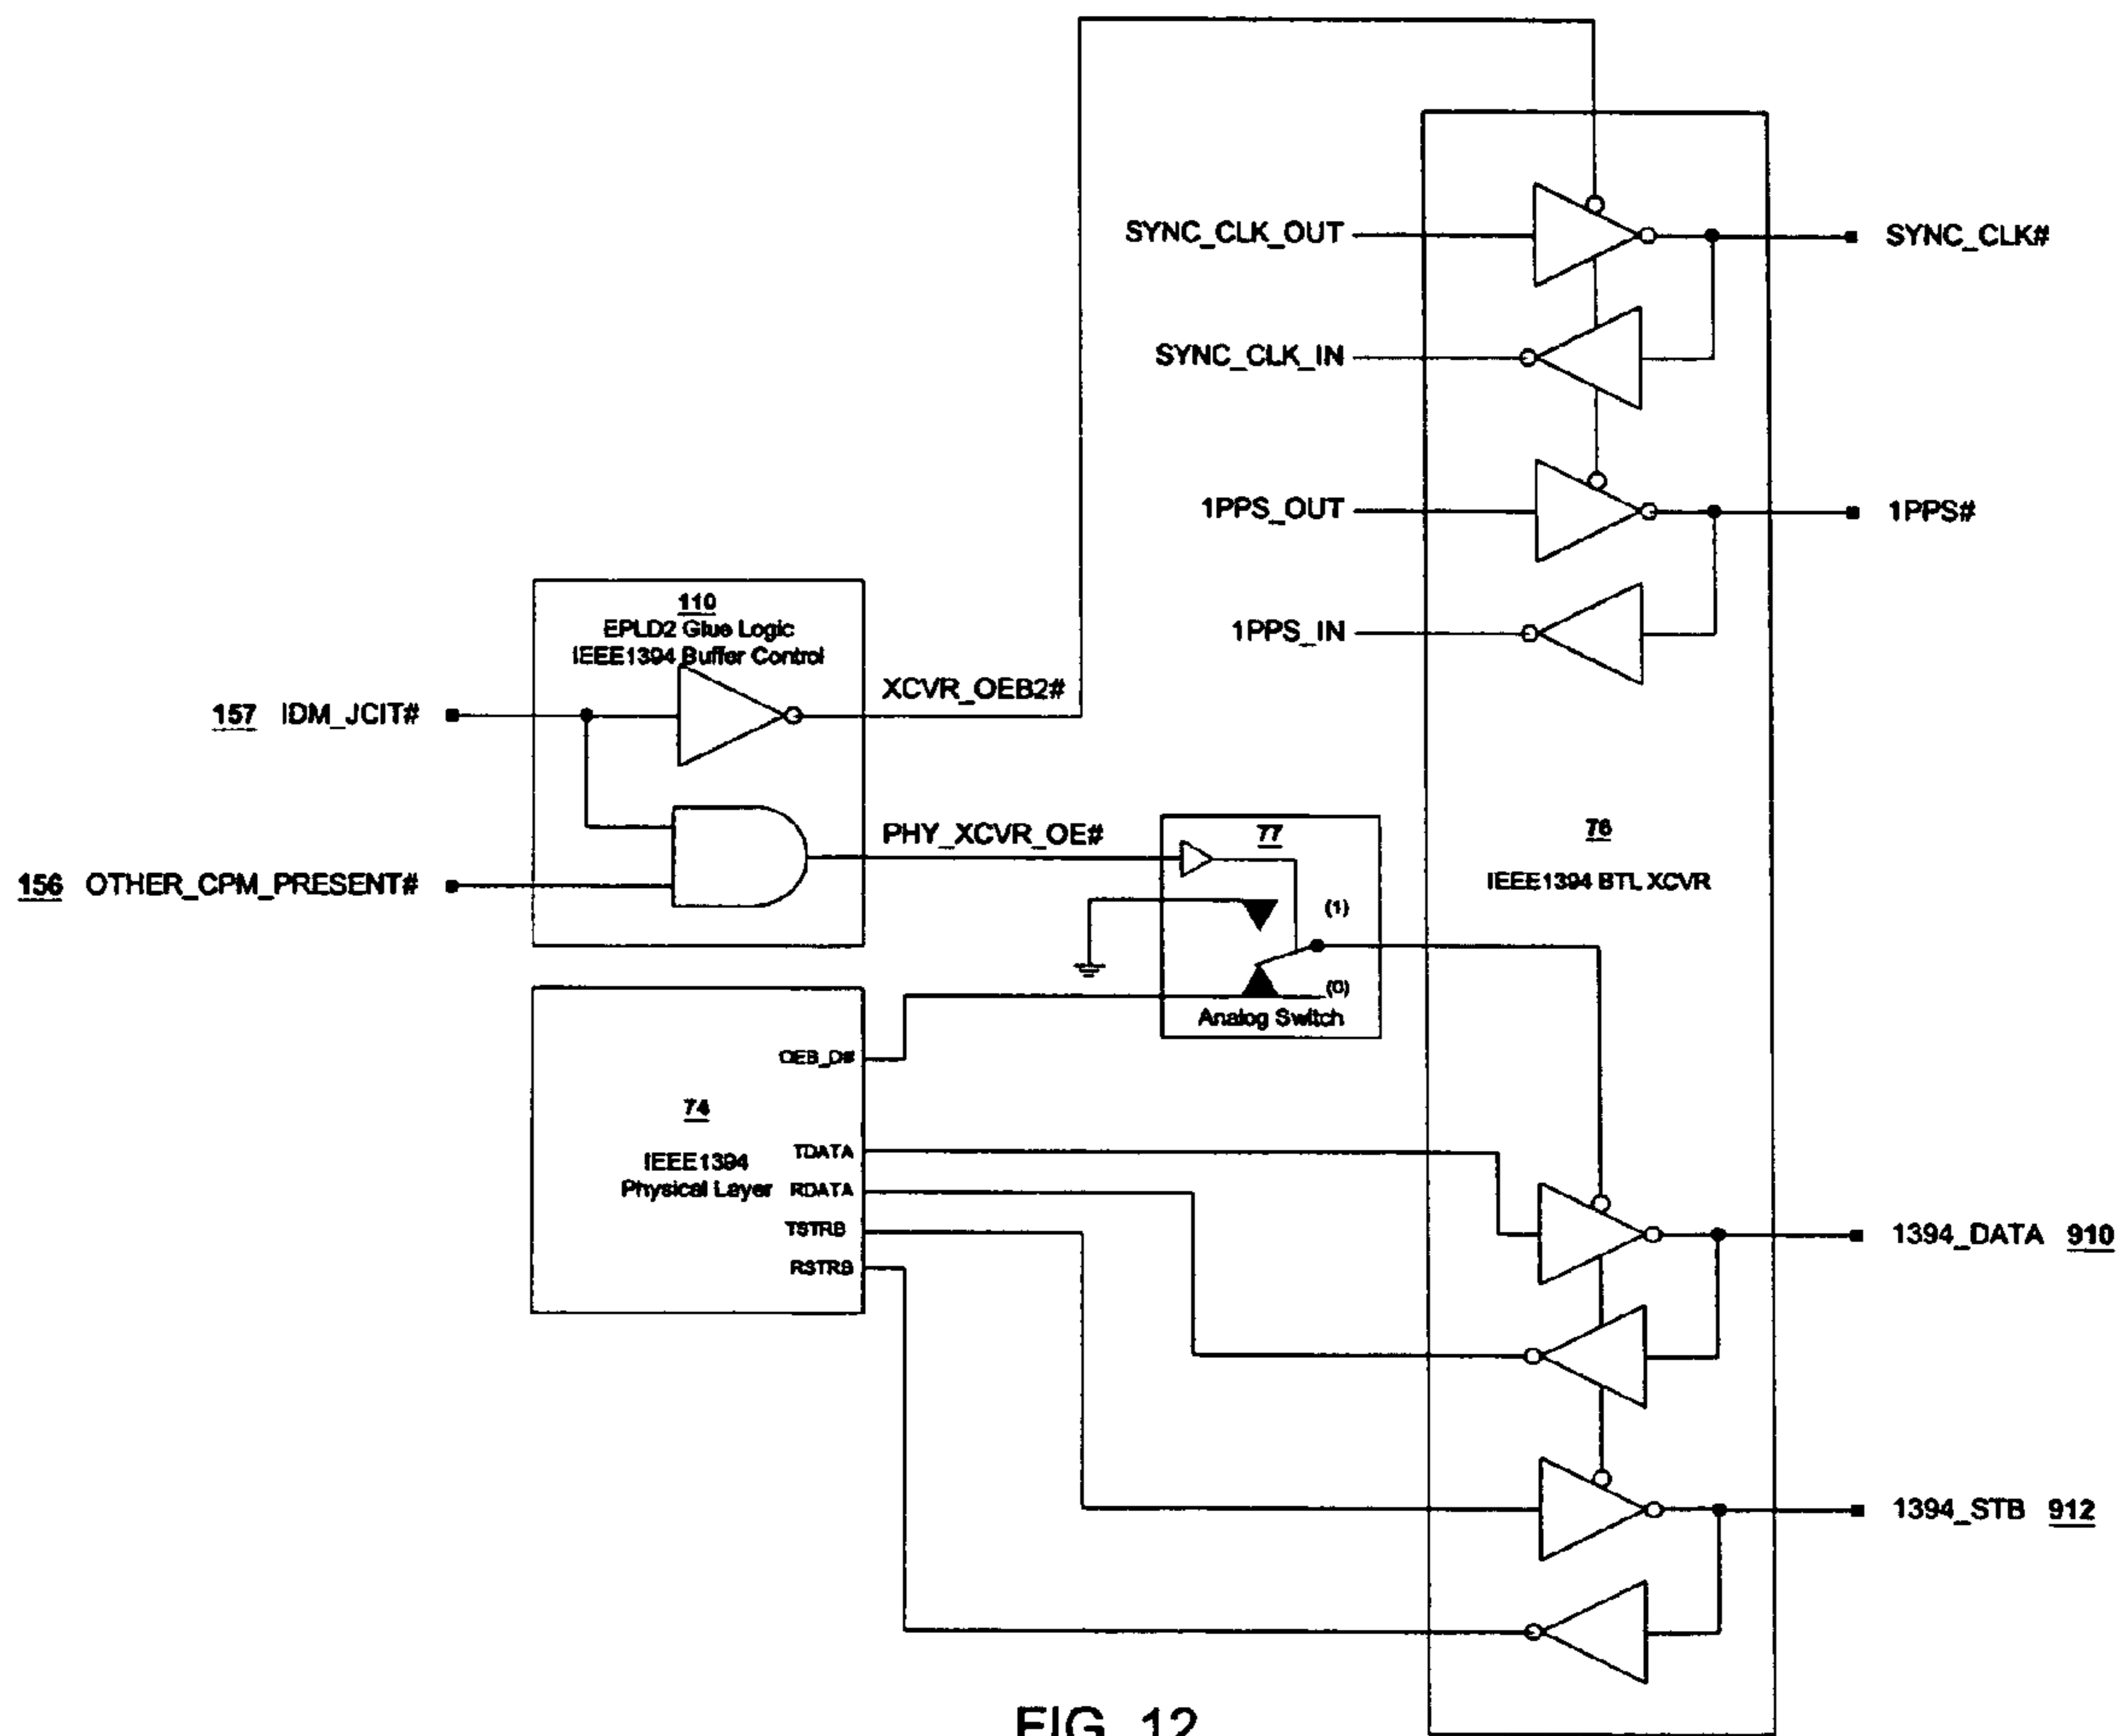 SYNC_CLK_OUT
SYNC_CLK#
SYNC_CLK_IN
1PPS_OUT
1PPS#
1PPS_IN
110
EPLD2 Glue Logic
IEEE1394 Buffer Control
XCVR_OEB2#
157 IDM_JCIT#
PHY_XCVR_OE#
77
(1)
(0)
Analog Switch
76
IEEE1394 BTL XCVR
156 OTHER_CPM_PRESENT#
OEB_D#
74
IEEE1394
Physical Layer
TDATA
RDATA
TSTRB
RSTRB
1394_DATA 910
1394_STB 912
FIG. 12